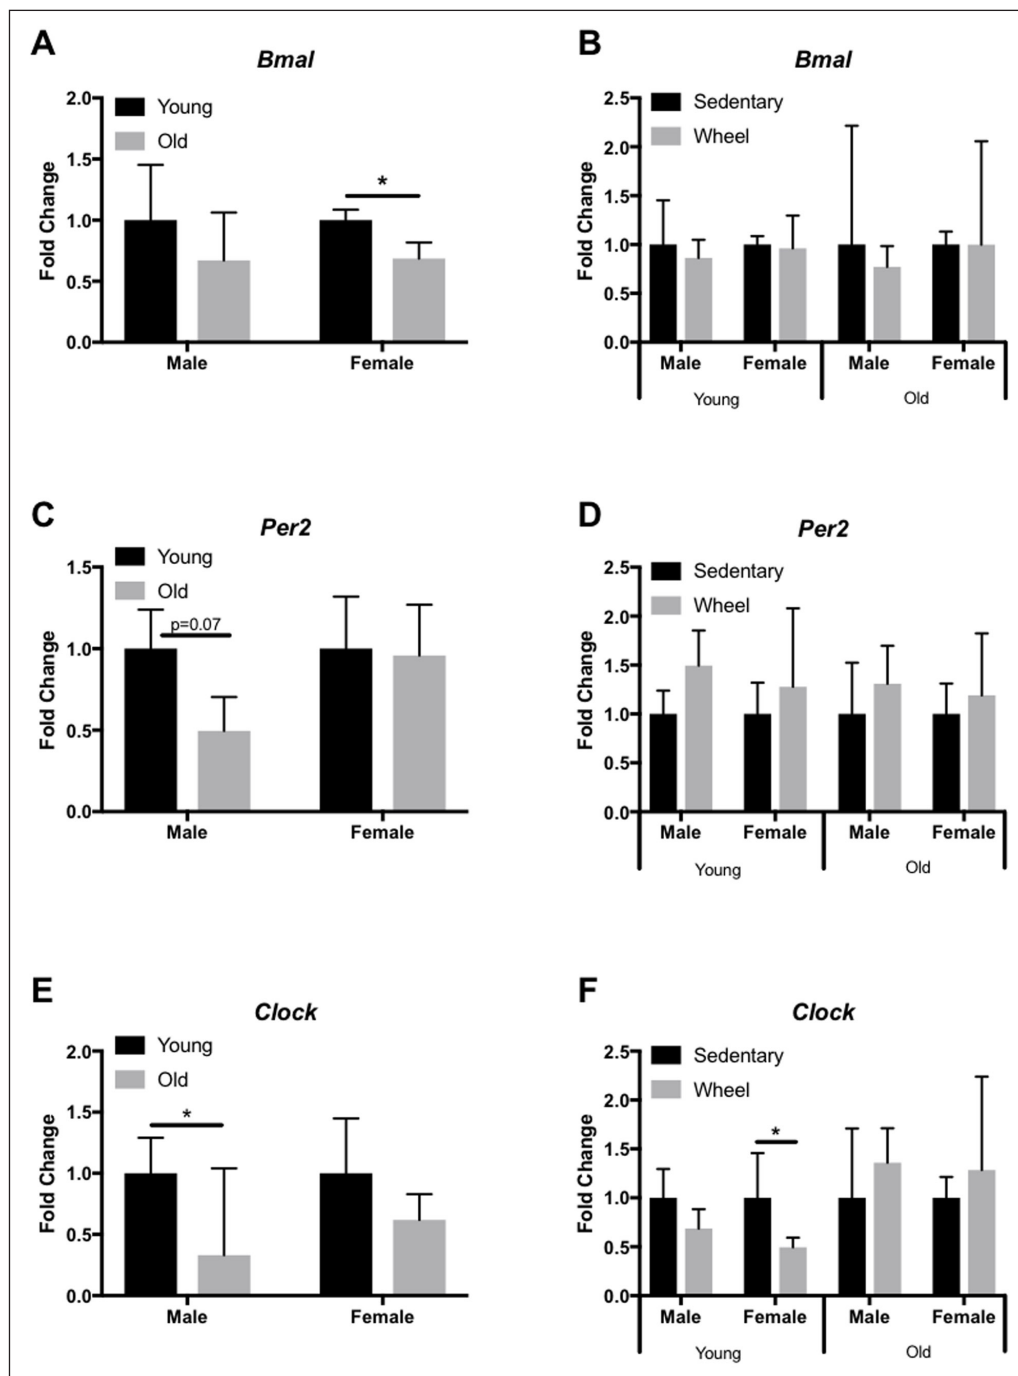 A
Bmal
Young
Old
Fold Change
2.0
1.5
1.0
0.5
0.0
*
Male Female
B
Bmal
Sedentary
Wheel
Fold Change
2.5
2.0
1.5
1.0
0.5
0.0
Male Female Male Female
Young Old
C
Per2
Young
Old
Fold Change
1.5
1.0
0.5
0.0
p=0.07
Male Female
D
Per2
Sedentary
Wheel
Fold Change
2.5
2.0
1.5
1.0
0.5
0.0
Male Female Male Female
Young Old
E
Clock
Young
Old
Fold Change
2.0
1.5
1.0
0.5
0.0
*
Male Female
F
Clock
Sedentary
Wheel
Fold Change
2.5
2.0
1.5
1.0
0.5
0.0
*
Male Female Male Female
Young Old